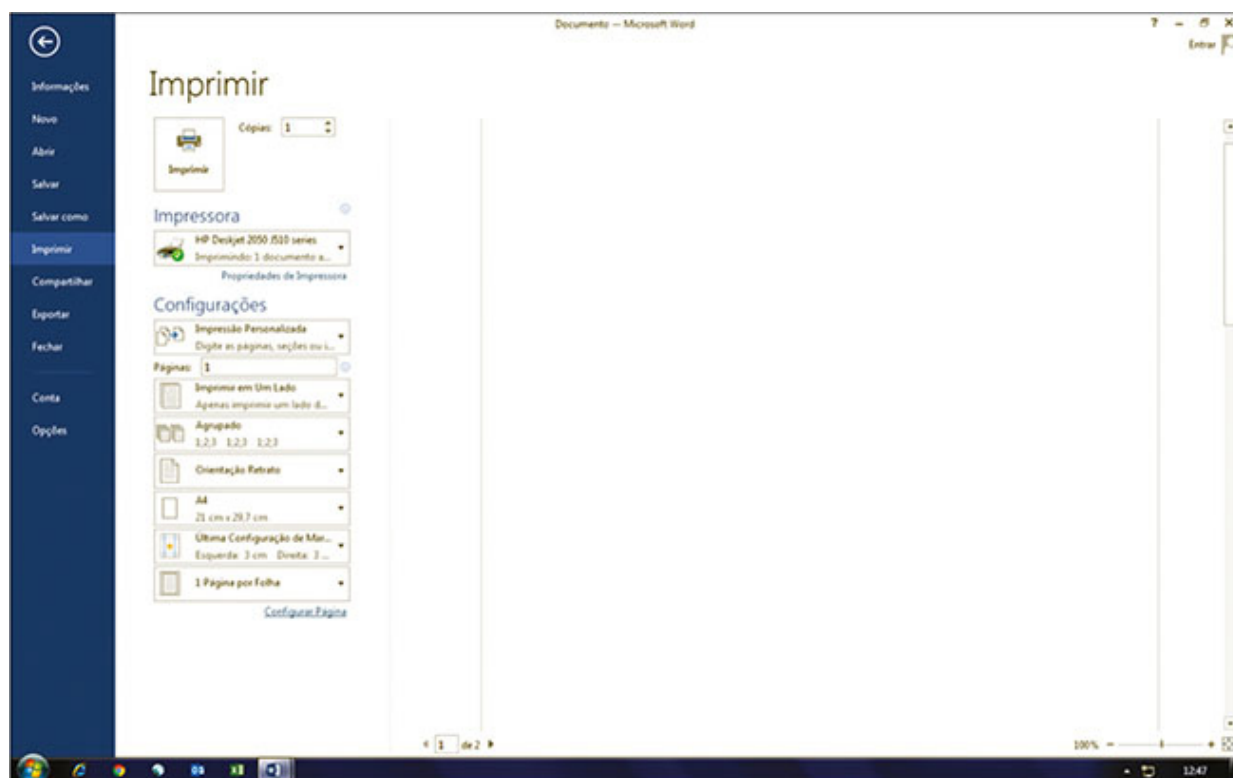 Documento — Microsoft Word
?
Entrar
Informações
Novo
Abrir
Salvar
Salvar como
Imprimir
Compartilhar
Exportar
Fechar
Conta
Opções
Imprimir
Cópias: 1
Imprimir
Impressora
HP Deskjet 2050 J510 series
Imprimindo: 1 documento a...
Propriedades de Impressora
Configurações
Impressão Personalizada
Digite as páginas, seções ou i...
Páginas: 1
Imprimir em Um Lado
Apenas imprimir um lado d...
Agrupado
1;2;3 1;2;3 1;2;3
Orientação Retrato
A4
21 cm x 29,7 cm
Última Configuração de Mar...
Esquerda: 3 cm Direita: 3 ...
1 Página por Folha
Configurar Página
1 de 2
100%
12:47